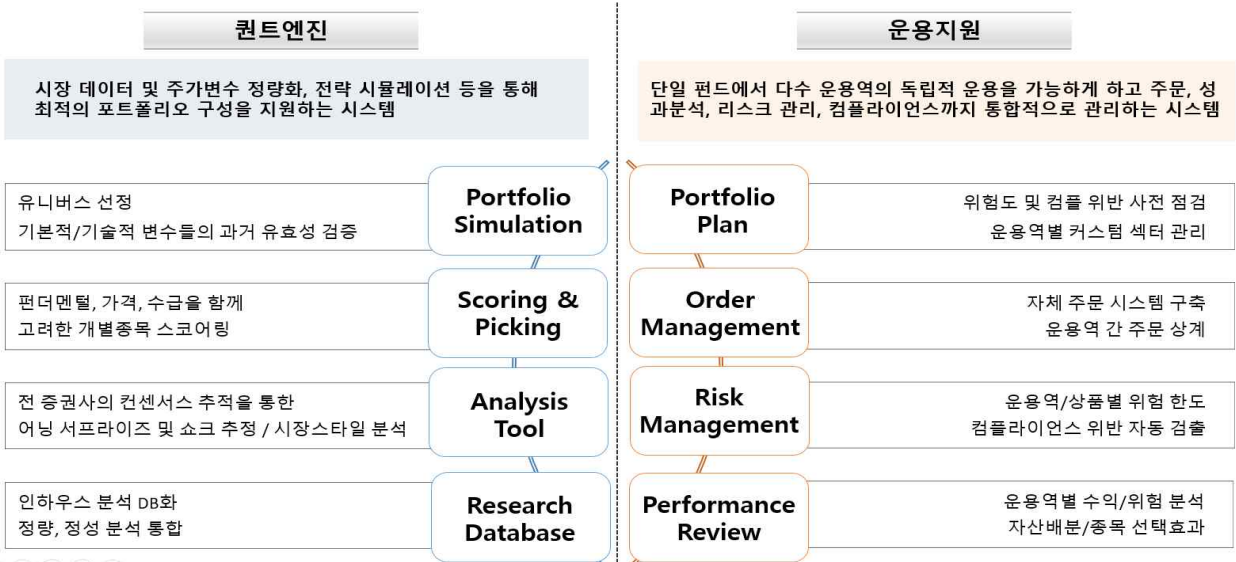 퀀트엔진
시장 데이터 및 주가변수 정량화, 전략 시뮬레이션 등을 통해
최적의 포트폴리오 구성을 지원하는 시스템
유니버스 선정
기본적/기술적 변수들의 과거 유효성 검증
Portfolio
Simulation
펀더멘털, 가격, 수급을 함께
고려한 개별종목 스코어링
Scoring &
Picking
전 증권사의 컨센서스 추적을 통한
어닝 서프라이즈 및 쇼크 추정 / 시장스타일 분석
Analysis
Tool
인하우스 분석 DB화
정량, 정성 분석 통합
Research
Database
운용지원
단일 펀드에서 다수 운용역의 독립적 운용을 가능하게 하고 주문, 성
과분석, 리스크 관리, 컴플라이언스까지 통합적으로 관리하는 시스템
Portfolio
Plan
위험도 및 컴플 위반 사전 점검
운용역별 커스텀 섹터 관리
Order
Management
자체 주문 시스템 구축
운용역 간 주문 상계
Risk
Management
운용역/상품별 위험 한도
컴플라이언스 위반 자동 검출
Performance
Review
운용역별 수익/위험 분석
자산배분/종목 선택효과